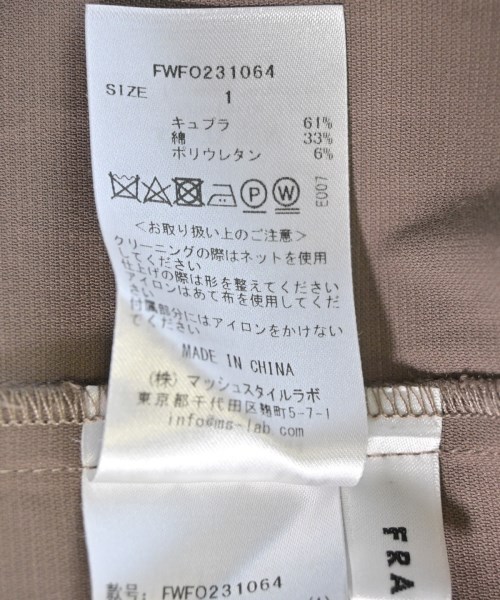 FWFO231064
SIZE 1
キュプラ 61%
綿 33%
ポリウレタン 6%
P W
E007
<お取り扱い上のご注意>
クリーニングの際はネットを使用
してください
仕上げの際は形を整えてください
アイロンはあて布を使用してくだ
さい
付属部分にはアイロンをかけない
でください
MADE IN CHINA
(株) マッシュスタイルラボ
東京都千代田区麹町5-7-1
info@ms-lab.com
款号: FWFO231064
FRA